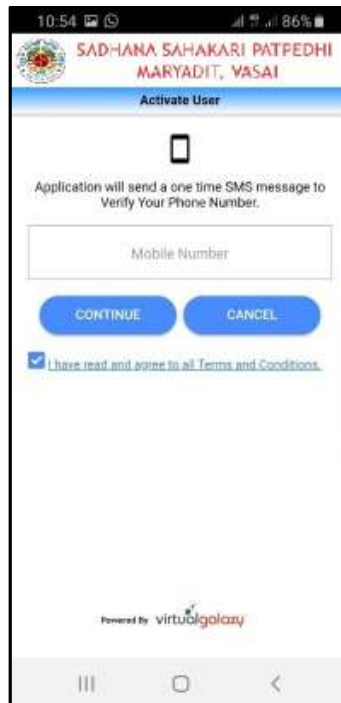 10:54 86%
SADHANA SAHAKARI PATPEDHI
MARYADIT, VASAI
Activate User
Application will send a one time SMS message to
Verify Your Phone Number.
Mobile Number
CONTINUE CANCEL
I have read and agree to all Terms and Conditions.
Powered By virtualgalaxy